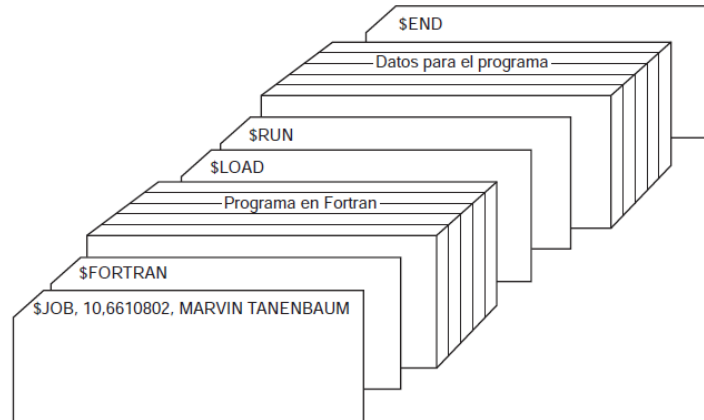 $END
Datos para el programa
$RUN
$LOAD
Programa en Fortran
$FORTRAN
$JOB, 10,6610802, MARVIN TANENBAUM